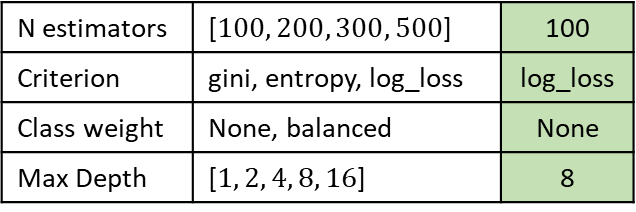 N estimators [100, 200, 300, 500] 100
Criterion gini, entropy, log_loss log_loss
Class weight None, balanced None
Max Depth [1, 2, 4, 8, 16] 8